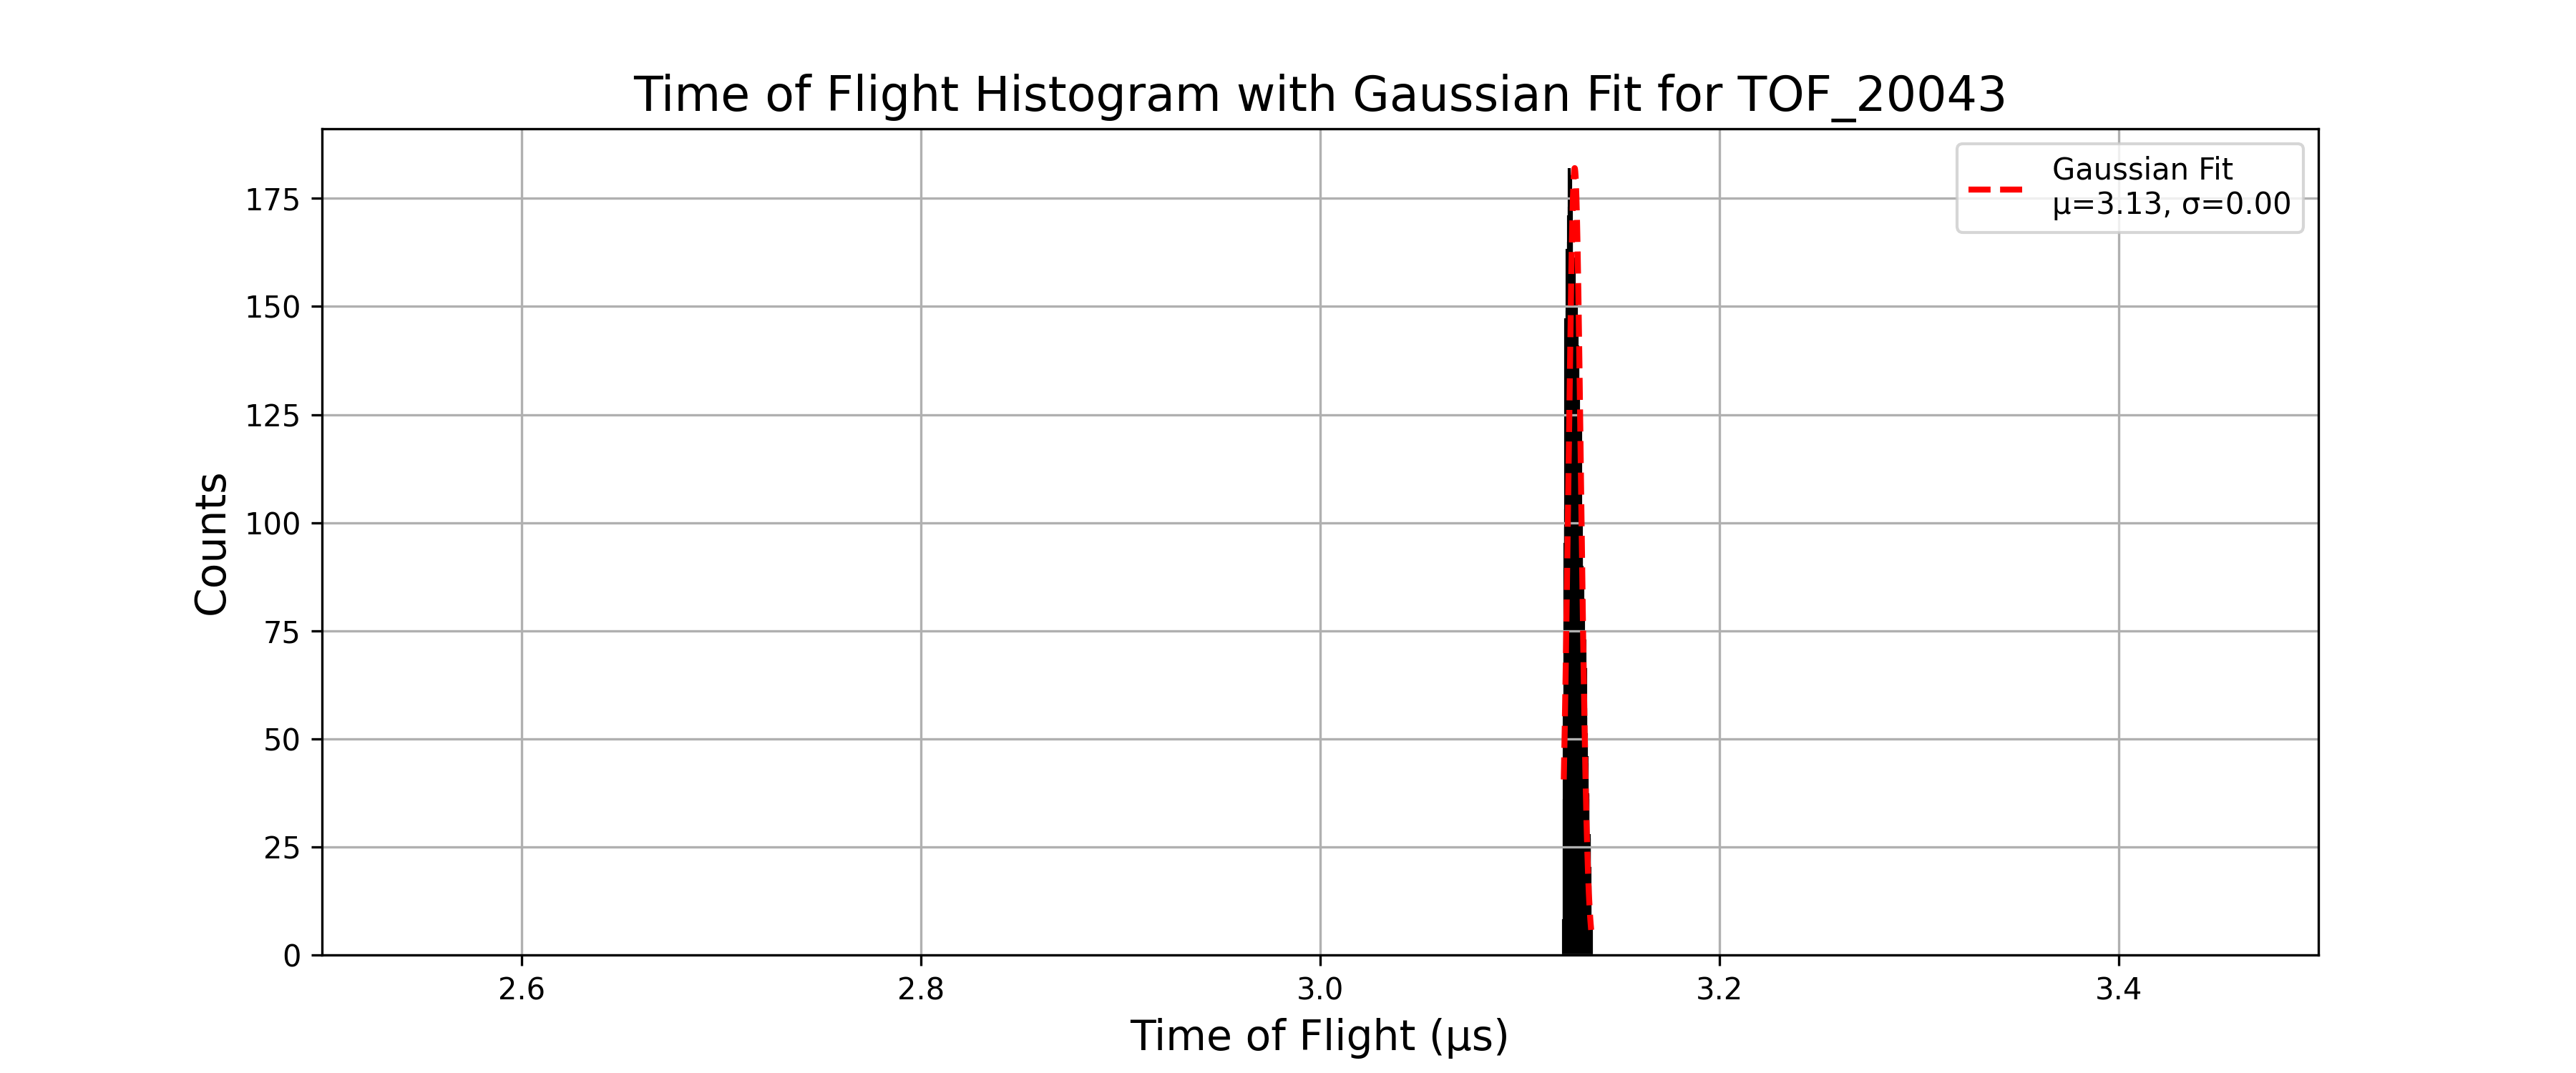 Time of Flight Histogram with Gaussian Fit for TOF_20043
Gaussian Fit
μ=3.13, σ=0.00
175
150
125
100
75
50
25
0
Counts
2.6 2.8 3.0 3.2 3.4
Time of Flight (μs)